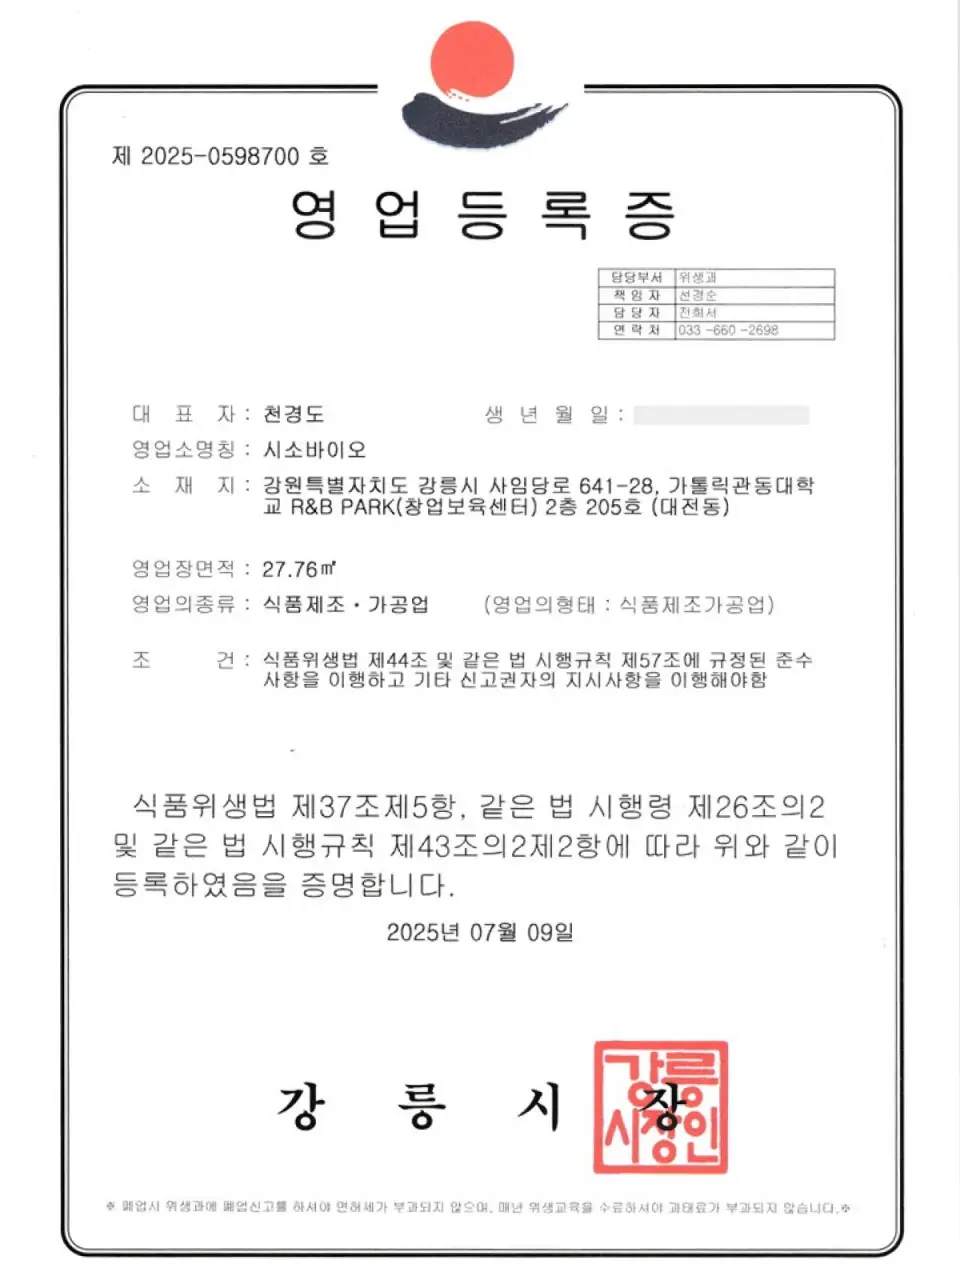 제 2025-0598700 호
영 업 등 록 증
담당부서 위생과
책 임 자 선경순
담 당 자 전희서
연 락 처 033 -660 -2698
대 표 자 : 천경도 생 년 월 일 :
영업소명칭 : 시소바이오
소 재 지 : 강원특별자치도 강릉시 사임당로 641-28, 가톨릭관동대학
교 R&B PARK(창업보육센터) 2층 205호 (대전동)
영업장면적 : 27.76㎡
영업의종류 : 식품제조·가공업 (영업의형태 : 식품제조가공업)
조 건 : 식품위생법 제44조 및 같은 법 시행규칙 제57조에 규정된 준수
사항을 이행하고 기타 신고권자의 지시사항을 이행해야함
식품위생법 제37조제5항, 같은 법 시행령 제26조의2
및 같은 법 시행규칙 제43조의2제2항에 따라 위와 같이
등록하였음을 증명합니다.
2025년 07월 09일
강 릉 시 장
강릉
시장인
※ 폐업시 위생과에 폐업신고를 하셔야 면허세가 부과되지 않으며, 매년 위생교육을 수료하셔야 과태료가 부과되지 않습니다.※